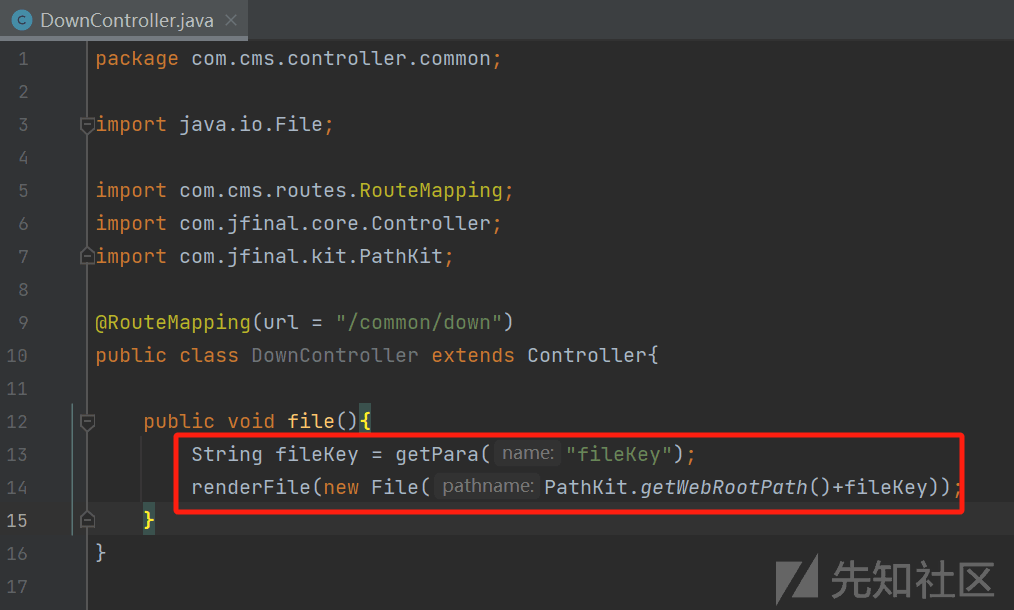 DownController.java
1 package com.cms.controller.common;
2
3 import java.io.File;
4
5 import com.cms.routes.RouteMapping;
6 import com.jfinal.core.Controller;
7 import com.jfinal.kit.PathKit;
8
9 @RouteMapping(url = "/common/down")
10 public class DownController extends Controller{
11
12 public void file(){
13 String fileKey = getPara( name: "fileKey");
14 renderFile(new File( pathname: PathKit.getWebRootPath()+fileKey));
15 }
16 }
17
先知社区